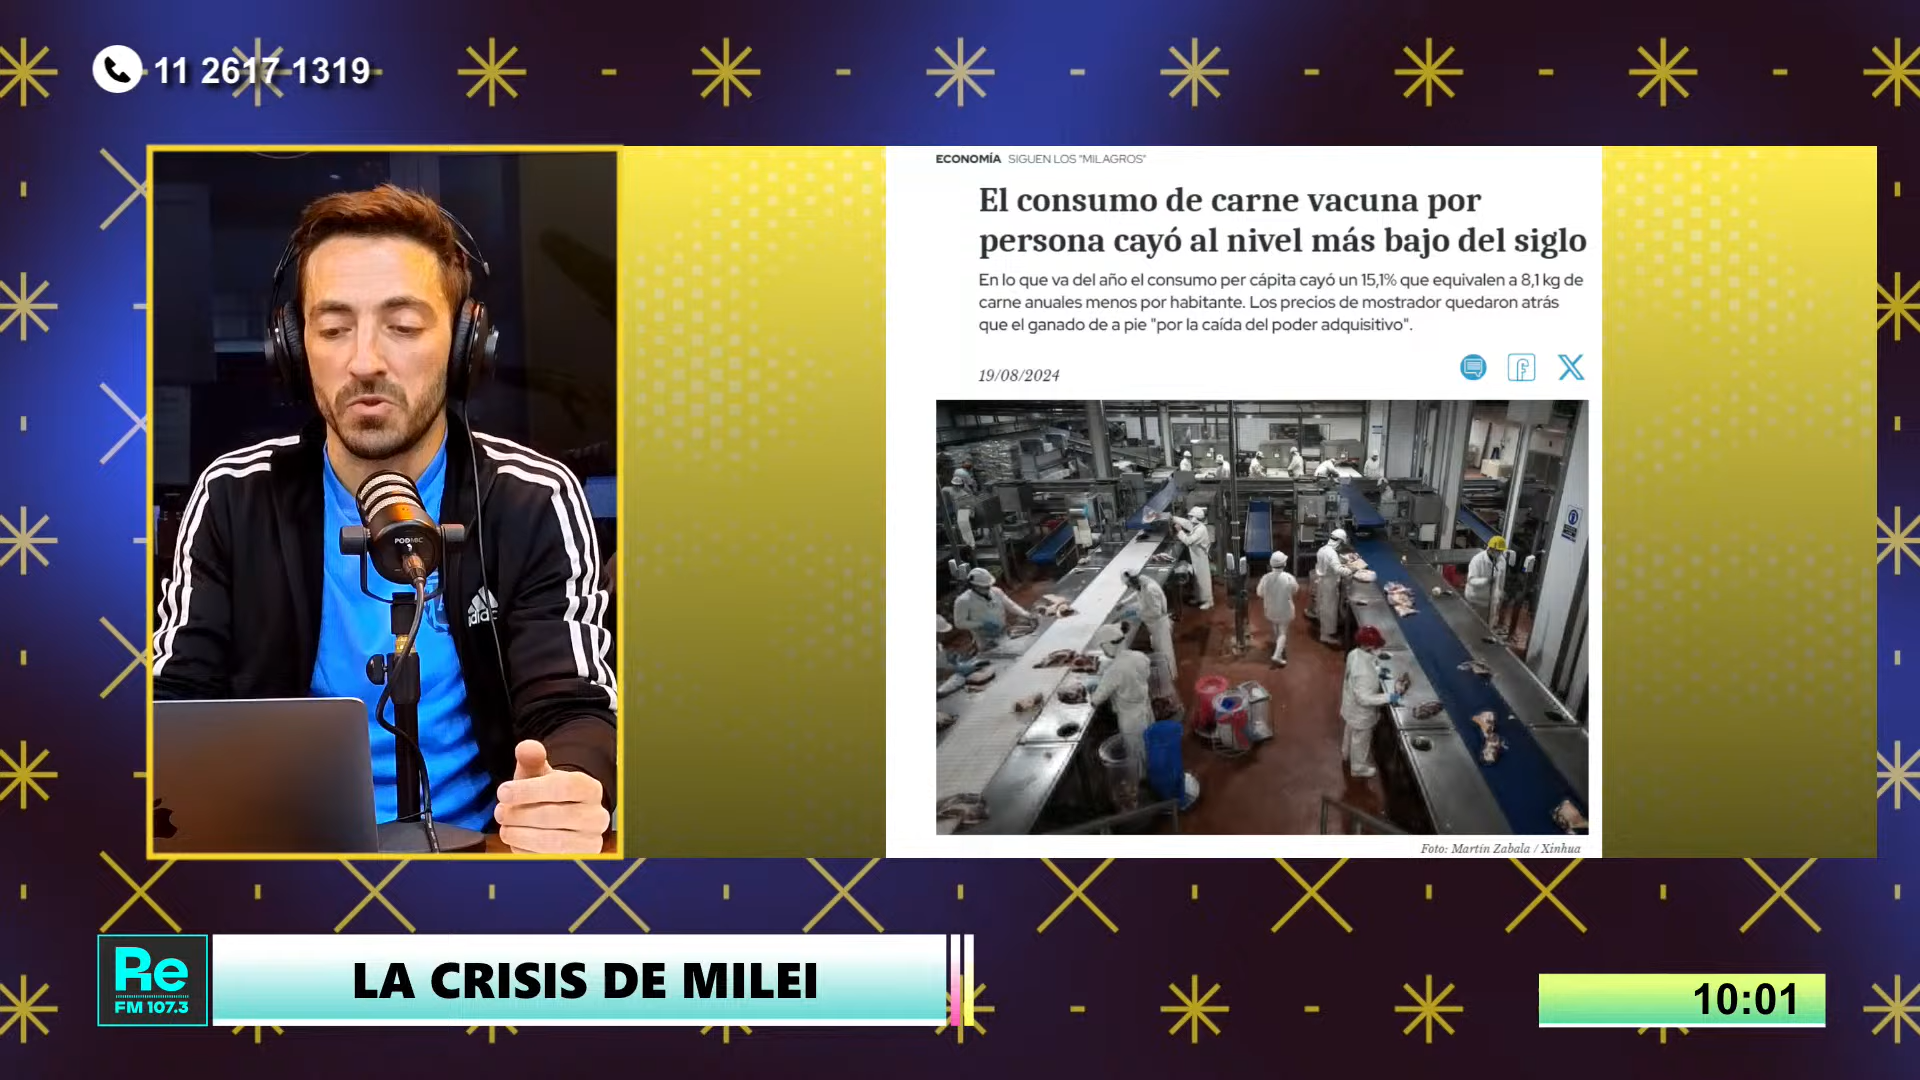 11 2617 1319
ECONOMÍA SIGUEN LOS "MILAGROS"
El consumo de carne vacuna por
persona cayó al nivel más bajo del siglo
En lo que va del año el consumo per cápita cayó un 15,1% que equivalen a 8,1 kg de
carne anuales menos por habitante. Los precios de mostrador quedaron atrás
que el ganado de a pie "por la caída del poder adquisitivo".
19/08/2024
Foto: Martín Zabala / Xinhua
PODMIC
adidas
Re
FM 107.3
LA CRISIS DE MILEI
10:01